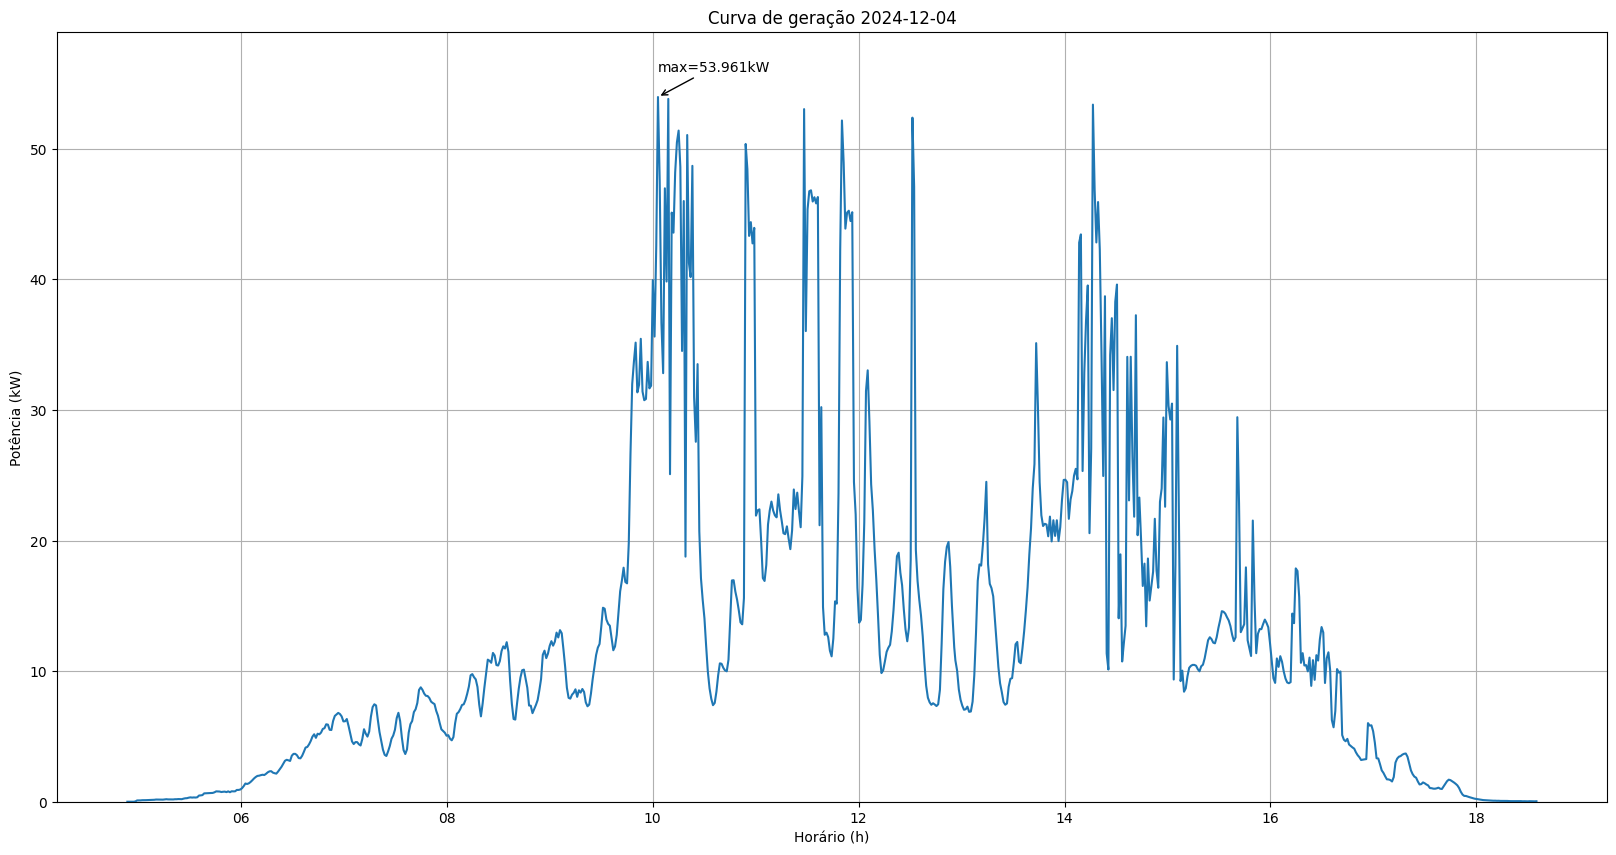 Curva de geração 2024-12-04
max=53.961kW
50
40
30
20
10
0
Potência (kW)
06 08 10 12 14 16 18
Horário (h)